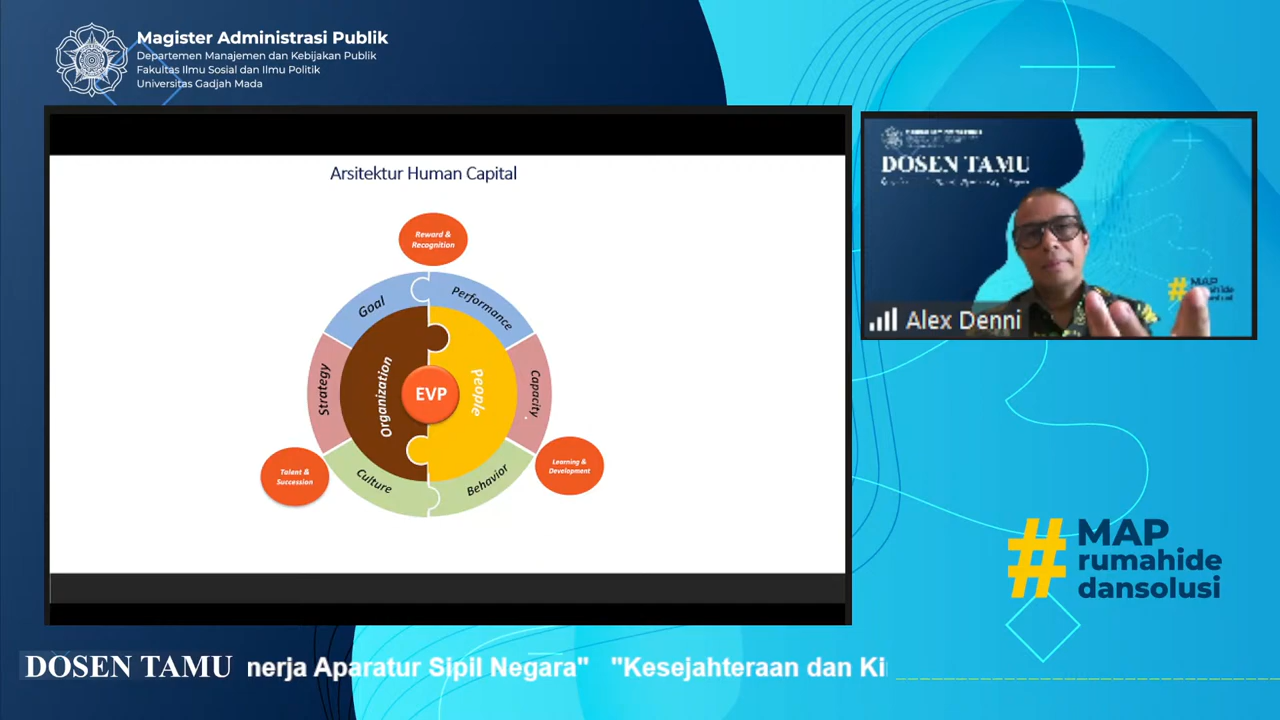 Magister Administrasi Publik
Departemen Manajemen dan Kebijakan Publik
Fakultas Ilmu Sosial dan Ilmu Politik
Universitas Gadjah Mada
Arsitektur Human Capital
Reward &
Recognition
Goal
Performance
Strategy
Organization
EVP
People
Capacity
Talent &
Succession
Culture
Behavior
Learning &
Development
DOSEN TAMU
MAP
Alex Denni
#MAP
rumahide
dansolusi
DOSEN TAMU
nerja Aparatur Sipil Negara" "Kesejahteraan dan Ki